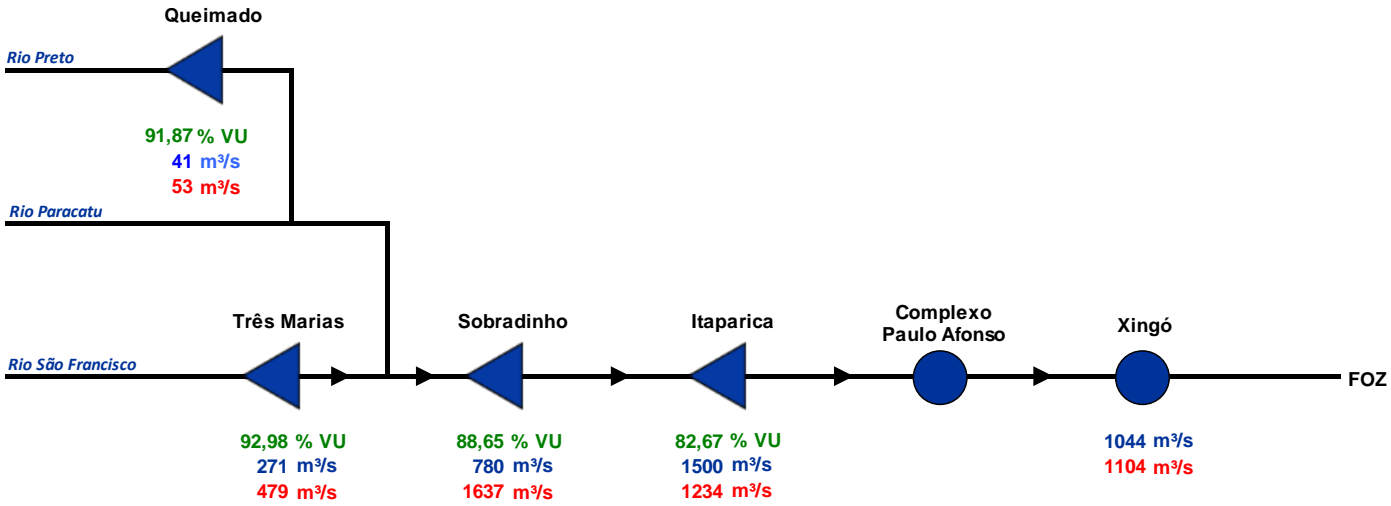 Queimado
Rio Preto
91,87 % VU
41 m³/s
53 m³/s
Rio Paracatu
Três Marias
Sobradinho
Itaparica
Complexo
Paulo Afonso
Xingó
Rio São Francisco
FOZ
92,98 % VU
271 m³/s
479 m³/s
88,65 % VU
780 m³/s
1637 m³/s
82,67 % VU
1500 m³/s
1234 m³/s
1044 m³/s
1104 m³/s